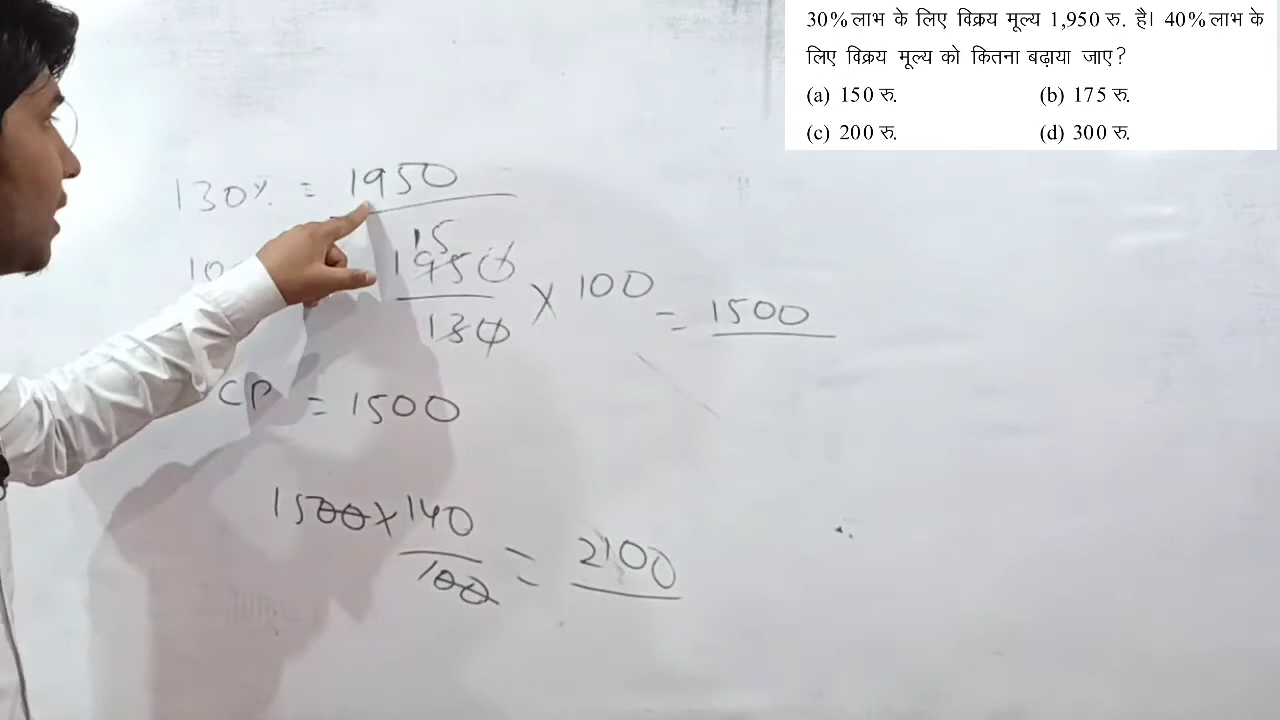 30% लाभ के लिए विक्रय मूल्य 1,950 रु. है। 40% लाभ के
लिए विक्रय मूल्य को कितना बढ़ाया जाए?
(a) 150 रु. (b) 175 रु.
(c) 200 रु. (d) 300 रु.
130% = 1950
15
1950
130
× 100 = 1500
CP = 1500
1500 × 140
100
= 2100